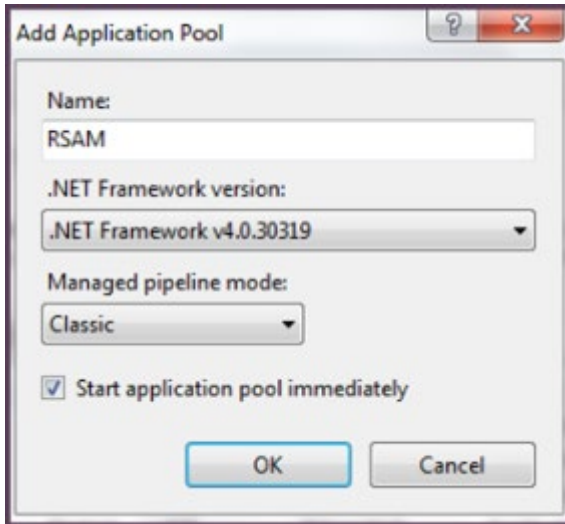 Add Application Pool
Name:
RSAM
.NET Framework version:
.NET Framework v4.0.30319
Managed pipeline mode:
Classic
Start application pool immediately
OK
Cancel